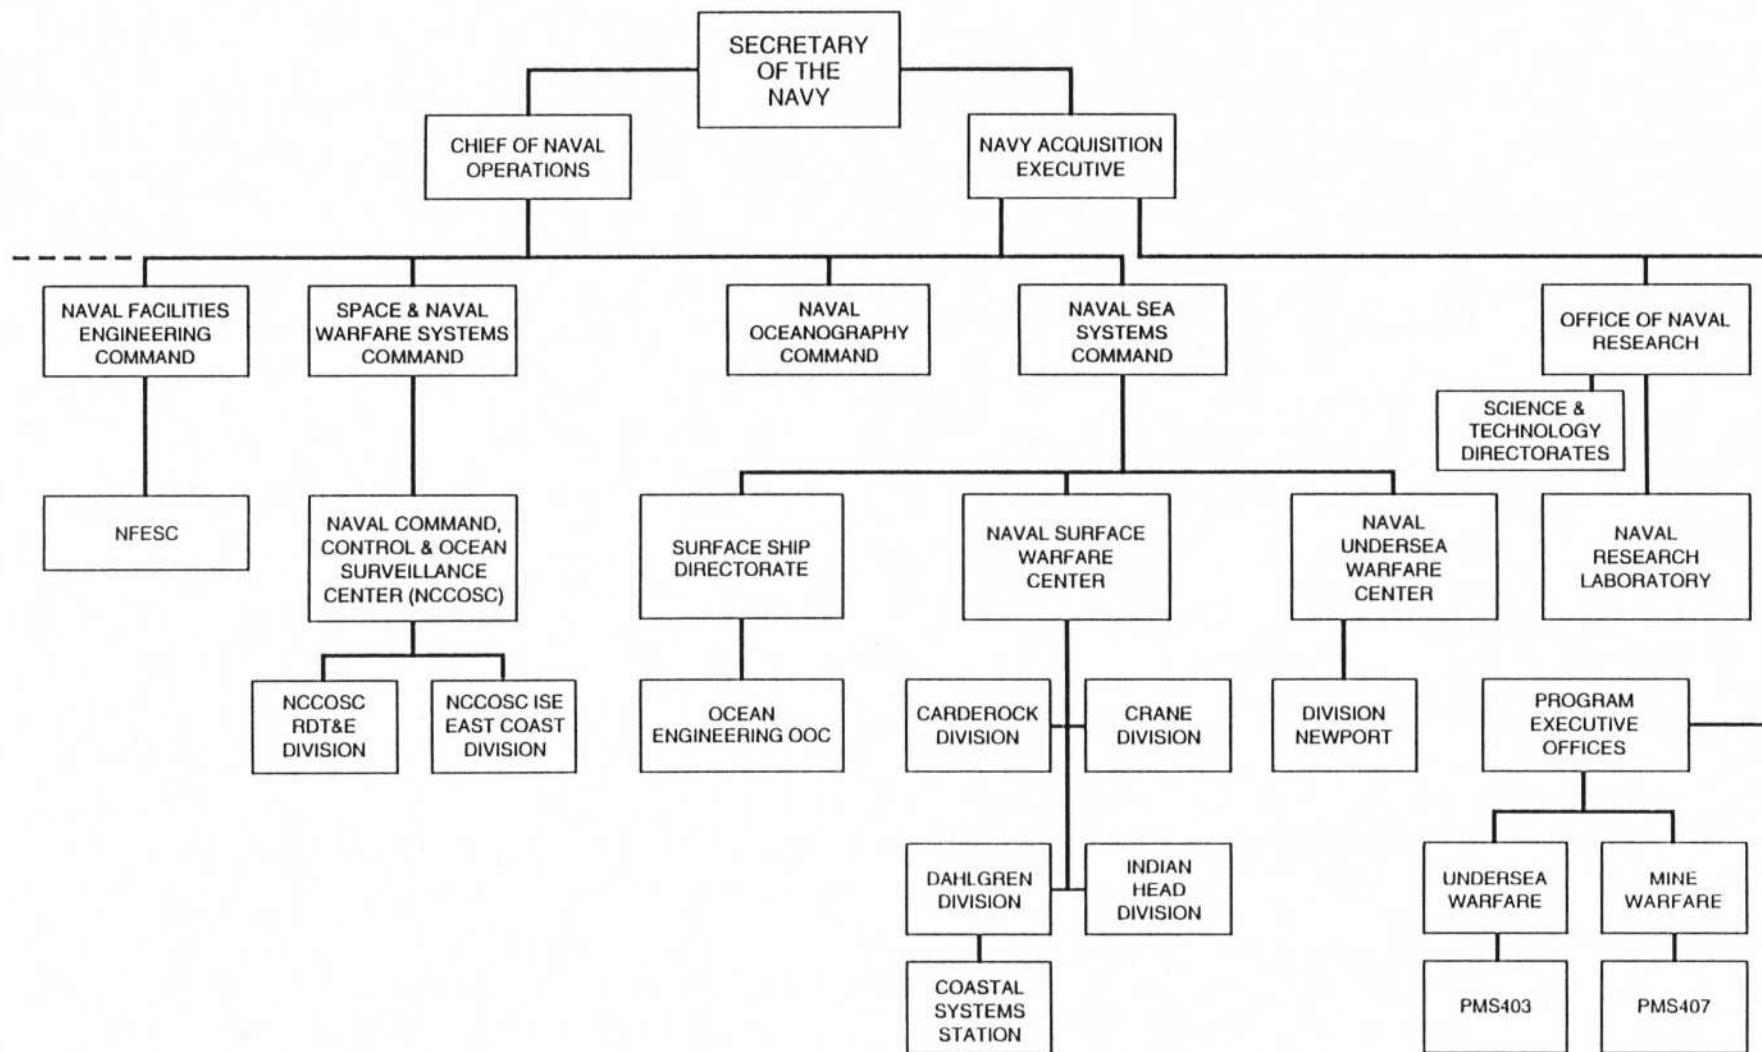 SECRETARY
OF THE
NAVY
CHIEF OF NAVAL
OPERATIONS
NAVY ACQUISITION
EXECUTIVE
NAVAL FACILITIES
ENGINEERING
COMMAND
SPACE & NAVAL
WARFARE SYSTEMS
COMMAND
NAVAL
OCEANOGRAPHY
COMMAND
NAVAL SEA
SYSTEMS
COMMAND
OFFICE OF NAVAL
RESEARCH
SCIENCE &
TECHNOLOGY
DIRECTORATES
NFESC
NAVAL COMMAND,
CONTROL & OCEAN
SURVEILLANCE
CENTER (NCCOSC)
SURFACE SHIP
DIRECTORATE
NAVAL SURFACE
WARFARE
CENTER
NAVAL
UNDERSEA
WARFARE
CENTER
NAVAL
RESEARCH
LABORATORY
NCCOSC
RDT&E
DIVISION
NCCOSC ISE
EAST COAST
DIVISION
OCEAN
ENGINEERING OOC
CARDEROCK
DIVISION
CRANE
DIVISION
DIVISION
NEWPORT
PROGRAM
EXECUTIVE
OFFICES
DAHLGREN
DIVISION
INDIAN
HEAD
DIVISION
UNDERSEA
WARFARE
MINE
WARFARE
COASTAL
SYSTEMS
STATION
PMS403
PMS407